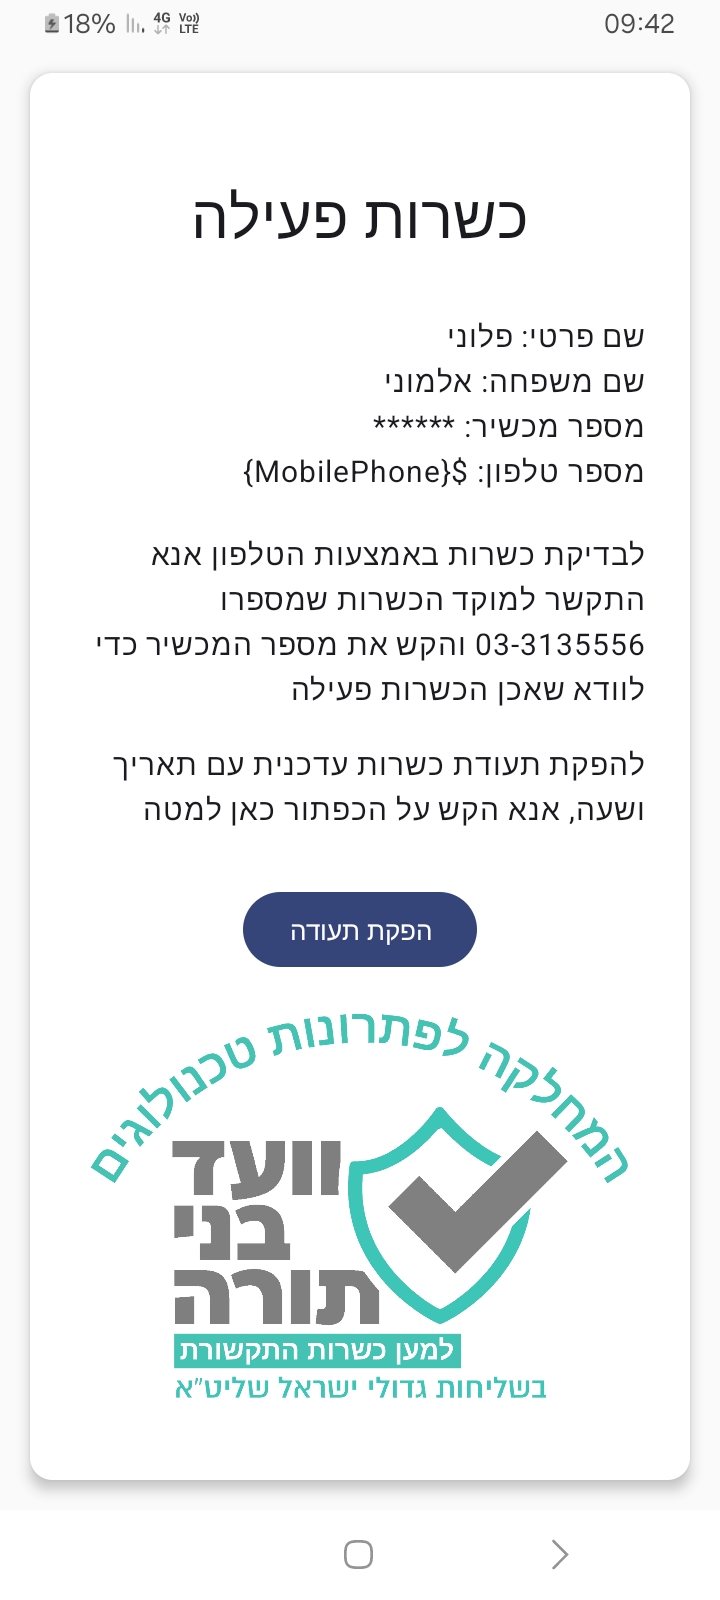 18% 4G Vo)) LTE 09:42
כשרות פעילה
שם פרטי: פלוני
שם משפחה: אלמוני
מספר מכשיר: ******
מספר טלפון: ${MobilePhone}
לבדיקת כשרות באמצעות הטלפון אנא
התקשר למוקד הכשרות שמספרו
03-3135556 והקש את מספר המכשיר כדי
לוודא שאכן הכשרות פעילה
להפקת תעודת כשרות עדכנית עם תאריך
ושעה, אנא הקש על הכפתור כאן למטה
הפקת תעודה
המחלקה לפתרונות טכנולוגים
וועד
בני
תורה
למען כשרות התקשורת
בשליחות גדולי ישראל שליט"א